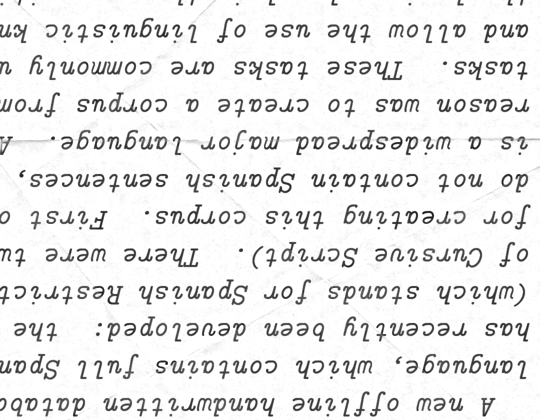 A new offline handwritten databa
language, which contains full Span
has recently been developed: the
(which stands for Spanish Restrict
of Cursive Script). There were tw
for creating this corpus. First o
do not contain Spanish sentences,
is a widespread major language. A
reason was to create a corpus from
tasks. These tasks are commonly u
and allow the use of linguistic kn